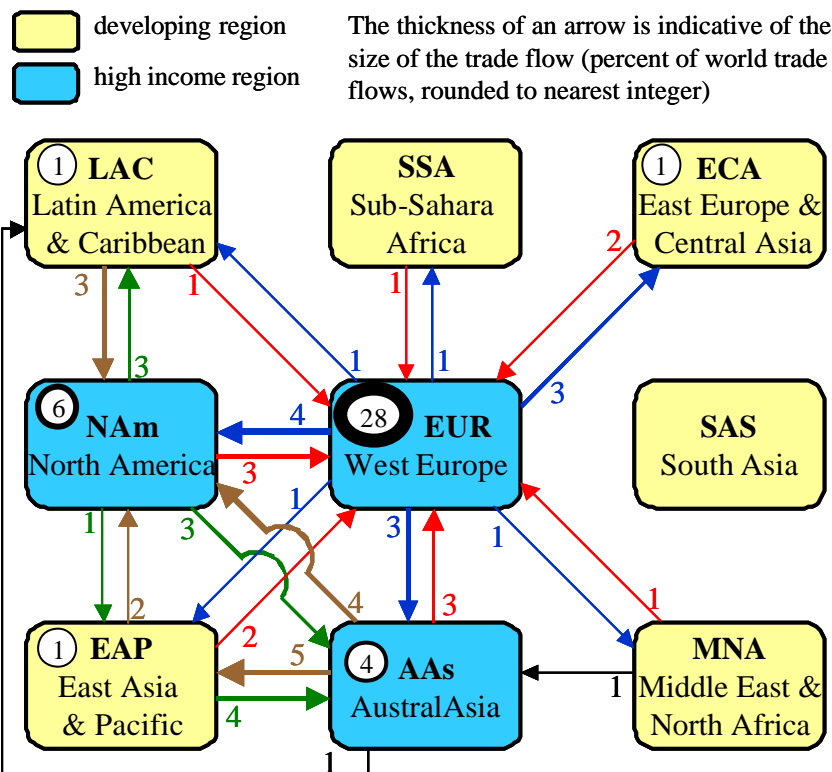 developing region
high income region
The thickness of an arrow is indicative of the
size of the trade flow (percent of world trade
flows, rounded to nearest integer)
1 LAC
Latin America
& Caribbean
SSA
Sub-Sahara
Africa
1 ECA
East Europe &
Central Asia
3
1
1
2
3
1
1
3
6
NAm
North America
4
3
28 EUR
West Europe
SAS
South Asia
1
3
1
3
1
2
2
4
3
1
1 EAP
East Asia
& Pacific
5
4
4 AAs
AustralAsia
1
MNA
Middle East &
North Africa
1